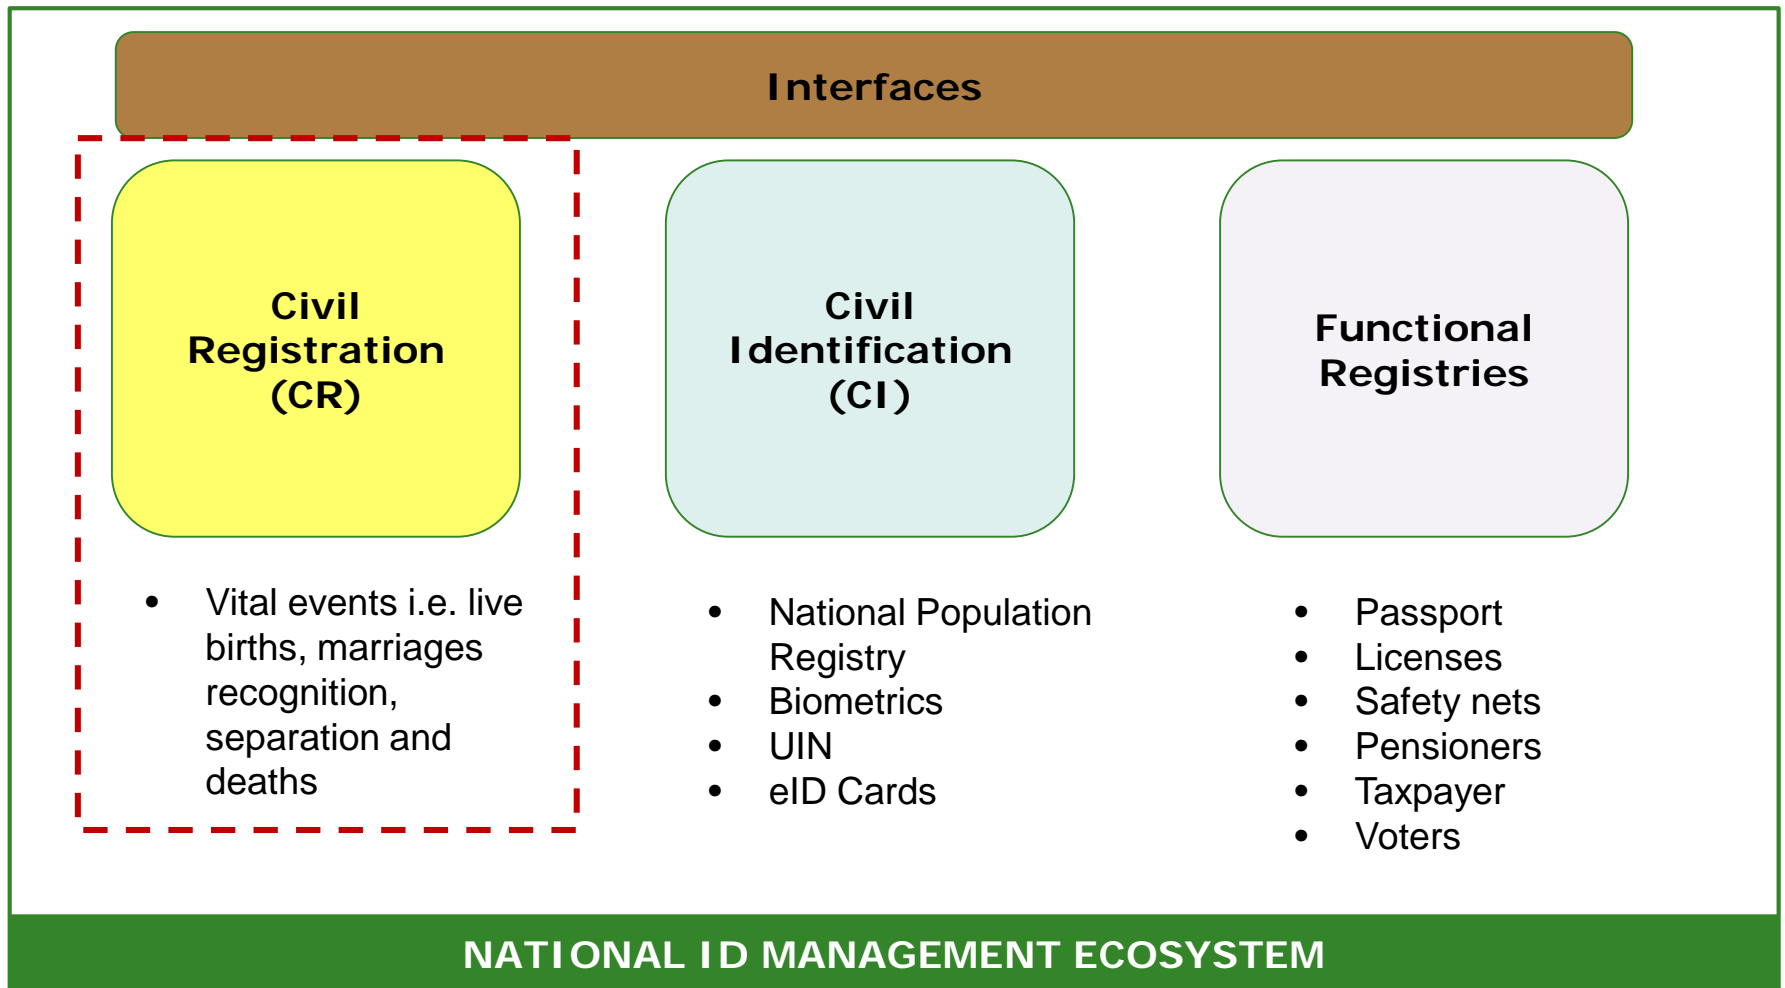 Interfaces
Civil
Registration
(CR)
Civil
Identification
(CI)
Functional
Registries
• Vital events i.e. live
births, marriages
recognition,
separation and
deaths
• National Population
Registry
• Biometrics
• UIN
• eID Cards
• Passport
• Licenses
• Safety nets
• Pensioners
• Taxpayer
• Voters
NATIONAL ID MANAGEMENT ECOSYSTEM